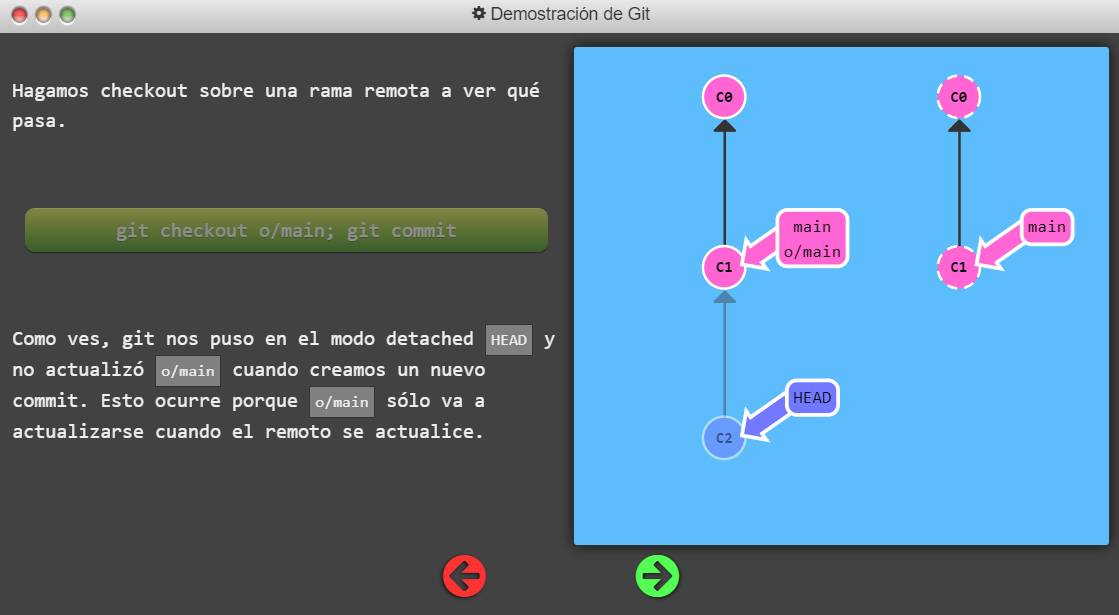 Demostración de Git
Hagamos checkout sobre una rama remota a ver qué
pasa.
git checkout o/main; git commit
Como ves, git nos puso en el modo detached HEAD y
no actualizó o/main cuando creamos un nuevo
commit. Esto ocurre porque o/main sólo va a
actualizarse cuando el remoto se actualice.
C0
C1
main
o/main
C2
HEAD
C0
C1
main